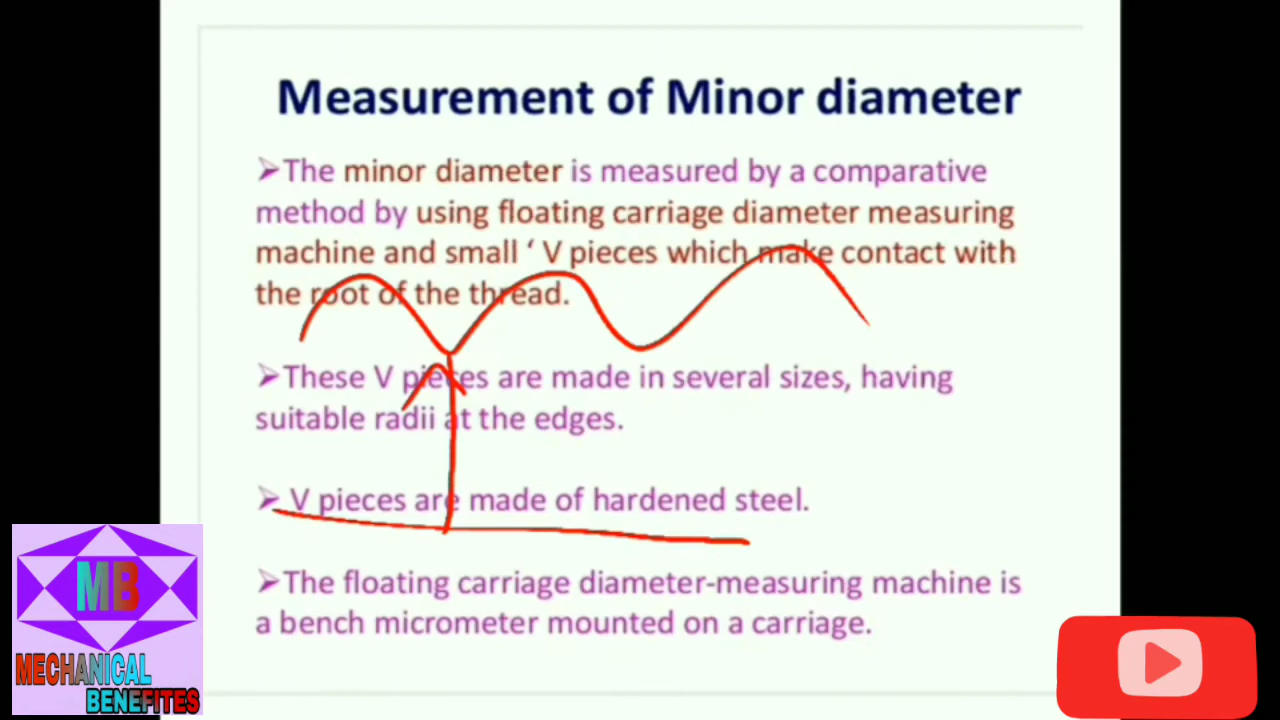 Measurement of Minor diameter
➢The minor diameter is measured by a comparative
method by using floating carriage diameter measuring
machine and small ‘ V pieces which make contact with
the root of the thread.
➢These V pieces are made in several sizes, having
suitable radii at the edges.
➢ V pieces are made of hardened steel.
➢The floating carriage diameter-measuring machine is
a bench micrometer mounted on a carriage.
MB
MECHANICAL
BENEFITES